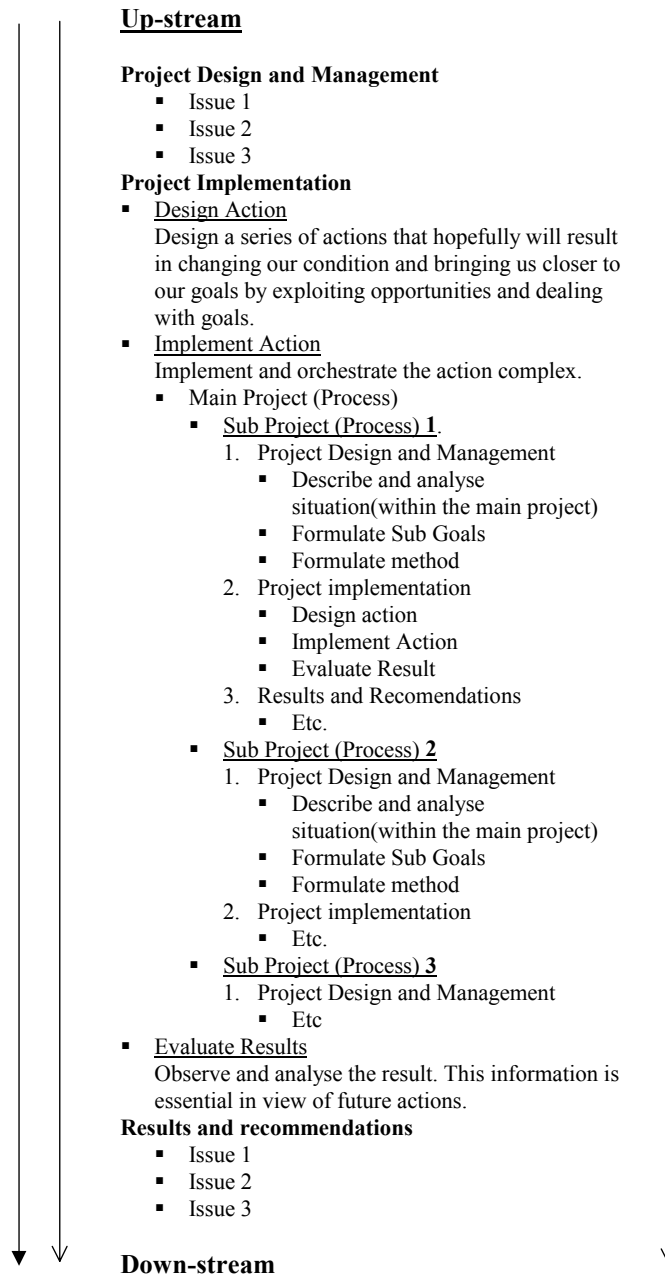 Up-stream
Project Design and Management
▪ Issue 1
▪ Issue 2
▪ Issue 3
Project Implementation
▪ Design Action
Design a series of actions that hopefully will result
in changing our condition and bringing us closer to
our goals by exploiting opportunities and dealing
with goals.
▪ Implement Action
Implement and orchestrate the action complex.
▪ Main Project (Process)
▪ Sub Project (Process) 1.
1. Project Design and Management
▪ Describe and analyse
situation(within the main project)
▪ Formulate Sub Goals
▪ Formulate method
2. Project implementation
▪ Design action
▪ Implement Action
▪ Evaluate Result
3. Results and Recomendations
▪ Etc.
▪ Sub Project (Process) 2
1. Project Design and Management
▪ Describe and analyse
situation(within the main project)
▪ Formulate Sub Goals
▪ Formulate method
2. Project implementation
▪ Etc.
▪ Sub Project (Process) 3
1. Project Design and Management
▪ Etc
▪ Evaluate Results
Observe and analyse the result. This information is
essential in view of future actions.
Results and recommendations
▪ Issue 1
▪ Issue 2
▪ Issue 3
Down-stream